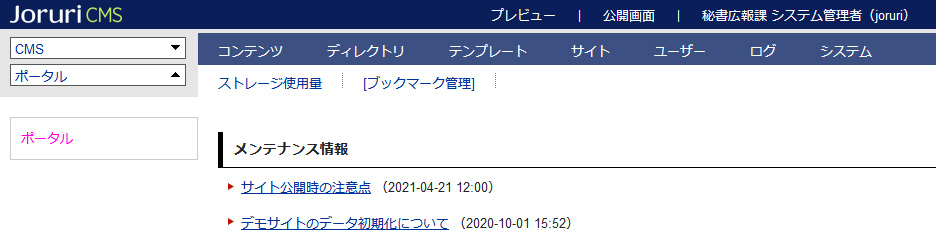 Joruri CMS
プレビュー | 公開画面 | 秘書広報課 システム管理者（joruri）
CMS
コンテンツ ディレクトリ テンプレート サイト ユーザー ログ システム
ポータル
ストレージ使用量 [ブックマーク管理]
ポータル
メンテナンス情報
サイト公開時の注意点 （2021-04-21 12:00）
デモサイトのデータ初期化について （2020-10-01 15:52）